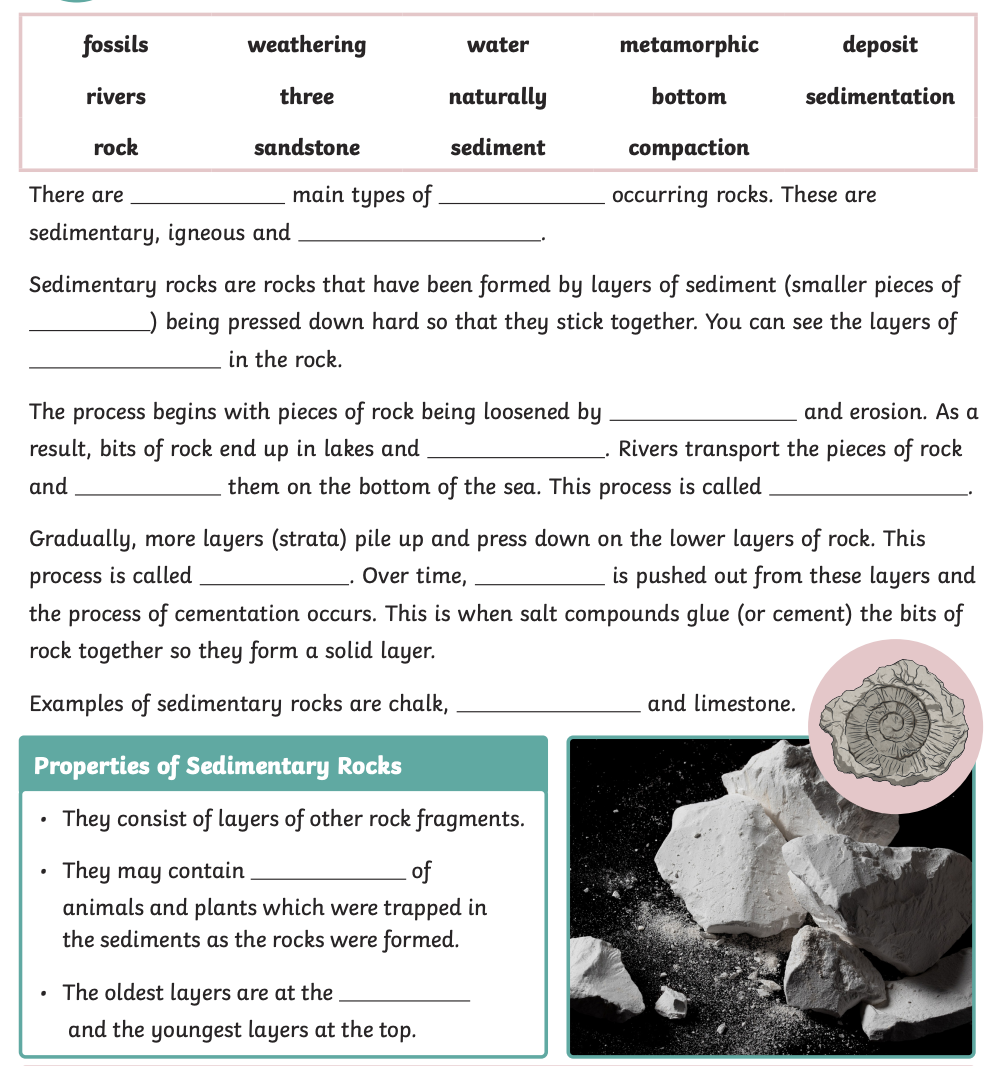 fossils weathering water metamorphic deposit
rivers three naturally bottom sedimentation
rock sandstone sediment compaction
There are ____________ main types of _____________ occurring rocks. These are
sedimentary, igneous and ___________________.
Sedimentary rocks are rocks that have been formed by layers of sediment (smaller pieces of
__________) being pressed down hard so that they stick together. You can see the layers of
_______________ in the rock.
The process begins with pieces of rock being loosened by _______________ and erosion. As a
result, bits of rock end up in lakes and ______________. Rivers transport the pieces of rock
and ____________ them on the bottom of the sea. This process is called ________________.
Gradually, more layers (strata) pile up and press down on the lower layers of rock. This
process is called ____________. Over time, __________ is pushed out from these layers and
the process of cementation occurs. This is when salt compounds glue (or cement) the bits of
rock together so they form a solid layer.
Examples of sedimentary rocks are chalk, ______________ and limestone.
Properties of Sedimentary Rocks
• They consist of layers of other rock fragments.
• They may contain ____________ of
animals and plants which were trapped in
the sediments as the rocks were formed.
• The oldest layers are at the __________
and the youngest layers at the top.